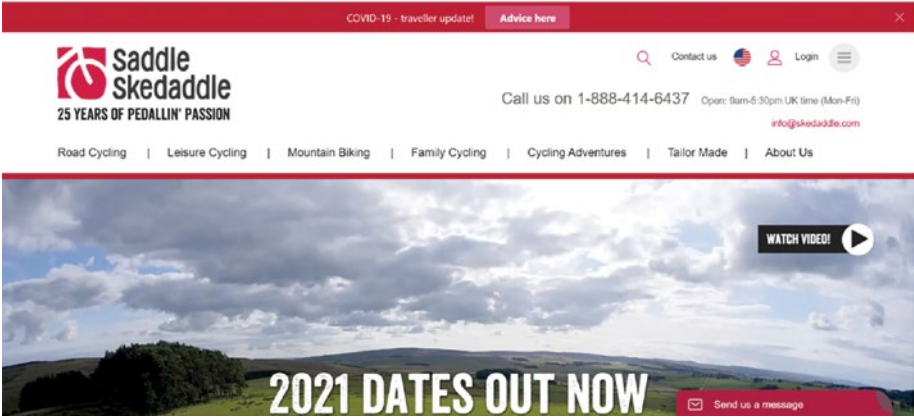 COVID-19 - traveller update! Advice here
Saddle
Skedaddle
25 YEARS OF PEDALLIN' PASSION
Contact us Login
Call us on 1-888-414-6437 Open: 9am-5:30pm UK time (Mon-Fri)
info@skedaddle.com
Road Cycling | Leisure Cycling | Mountain Biking | Family Cycling | Cycling Adventures | Tailor Made | About Us
WATCH VIDEO!
2021 DATES OUT NOW
Send us a message